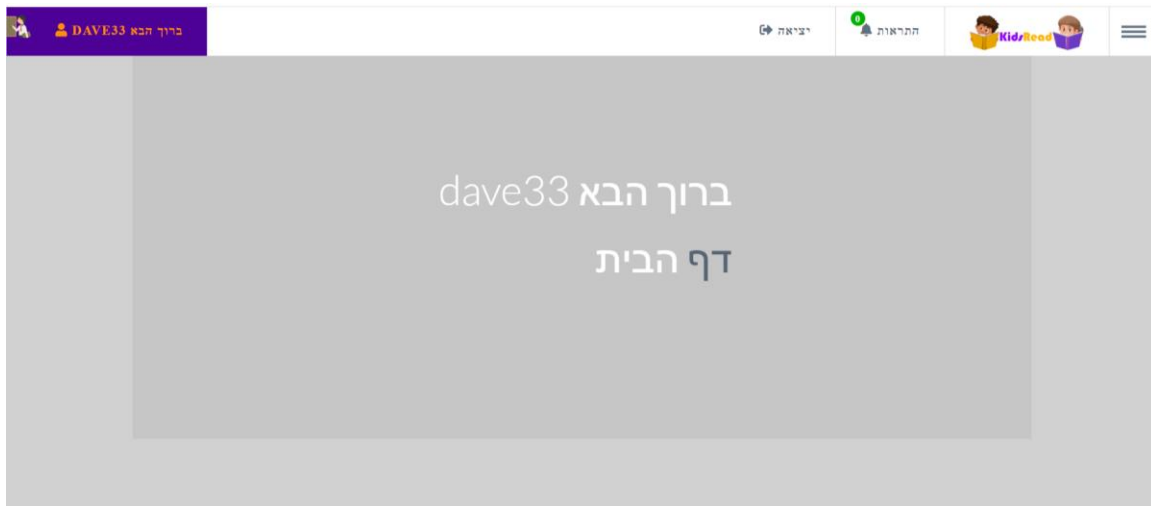 KidsRead
התראות 0
יציאה
ברוך הבא DAVE33
ברוך הבא dave33
דף הבית